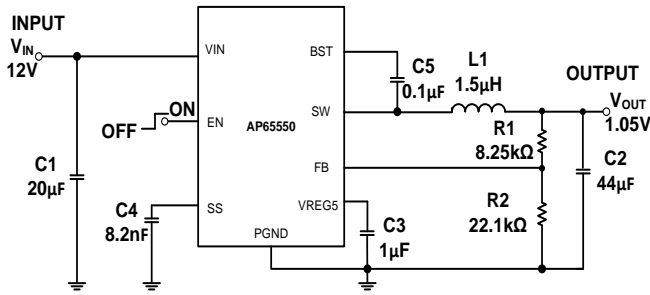 INPUT
VIN
12V
C1
20µF
OFF
ON
C4
8.2nF
VIN
EN
SS
AP65550
PGND
BST
SW
FB
VREG5
C5
0.1µF
L1
1.5µH
C3
1µF
R1
8.25kΩ
R2
22.1kΩ
OUTPUT
VOUT
1.05V
C2
44µF